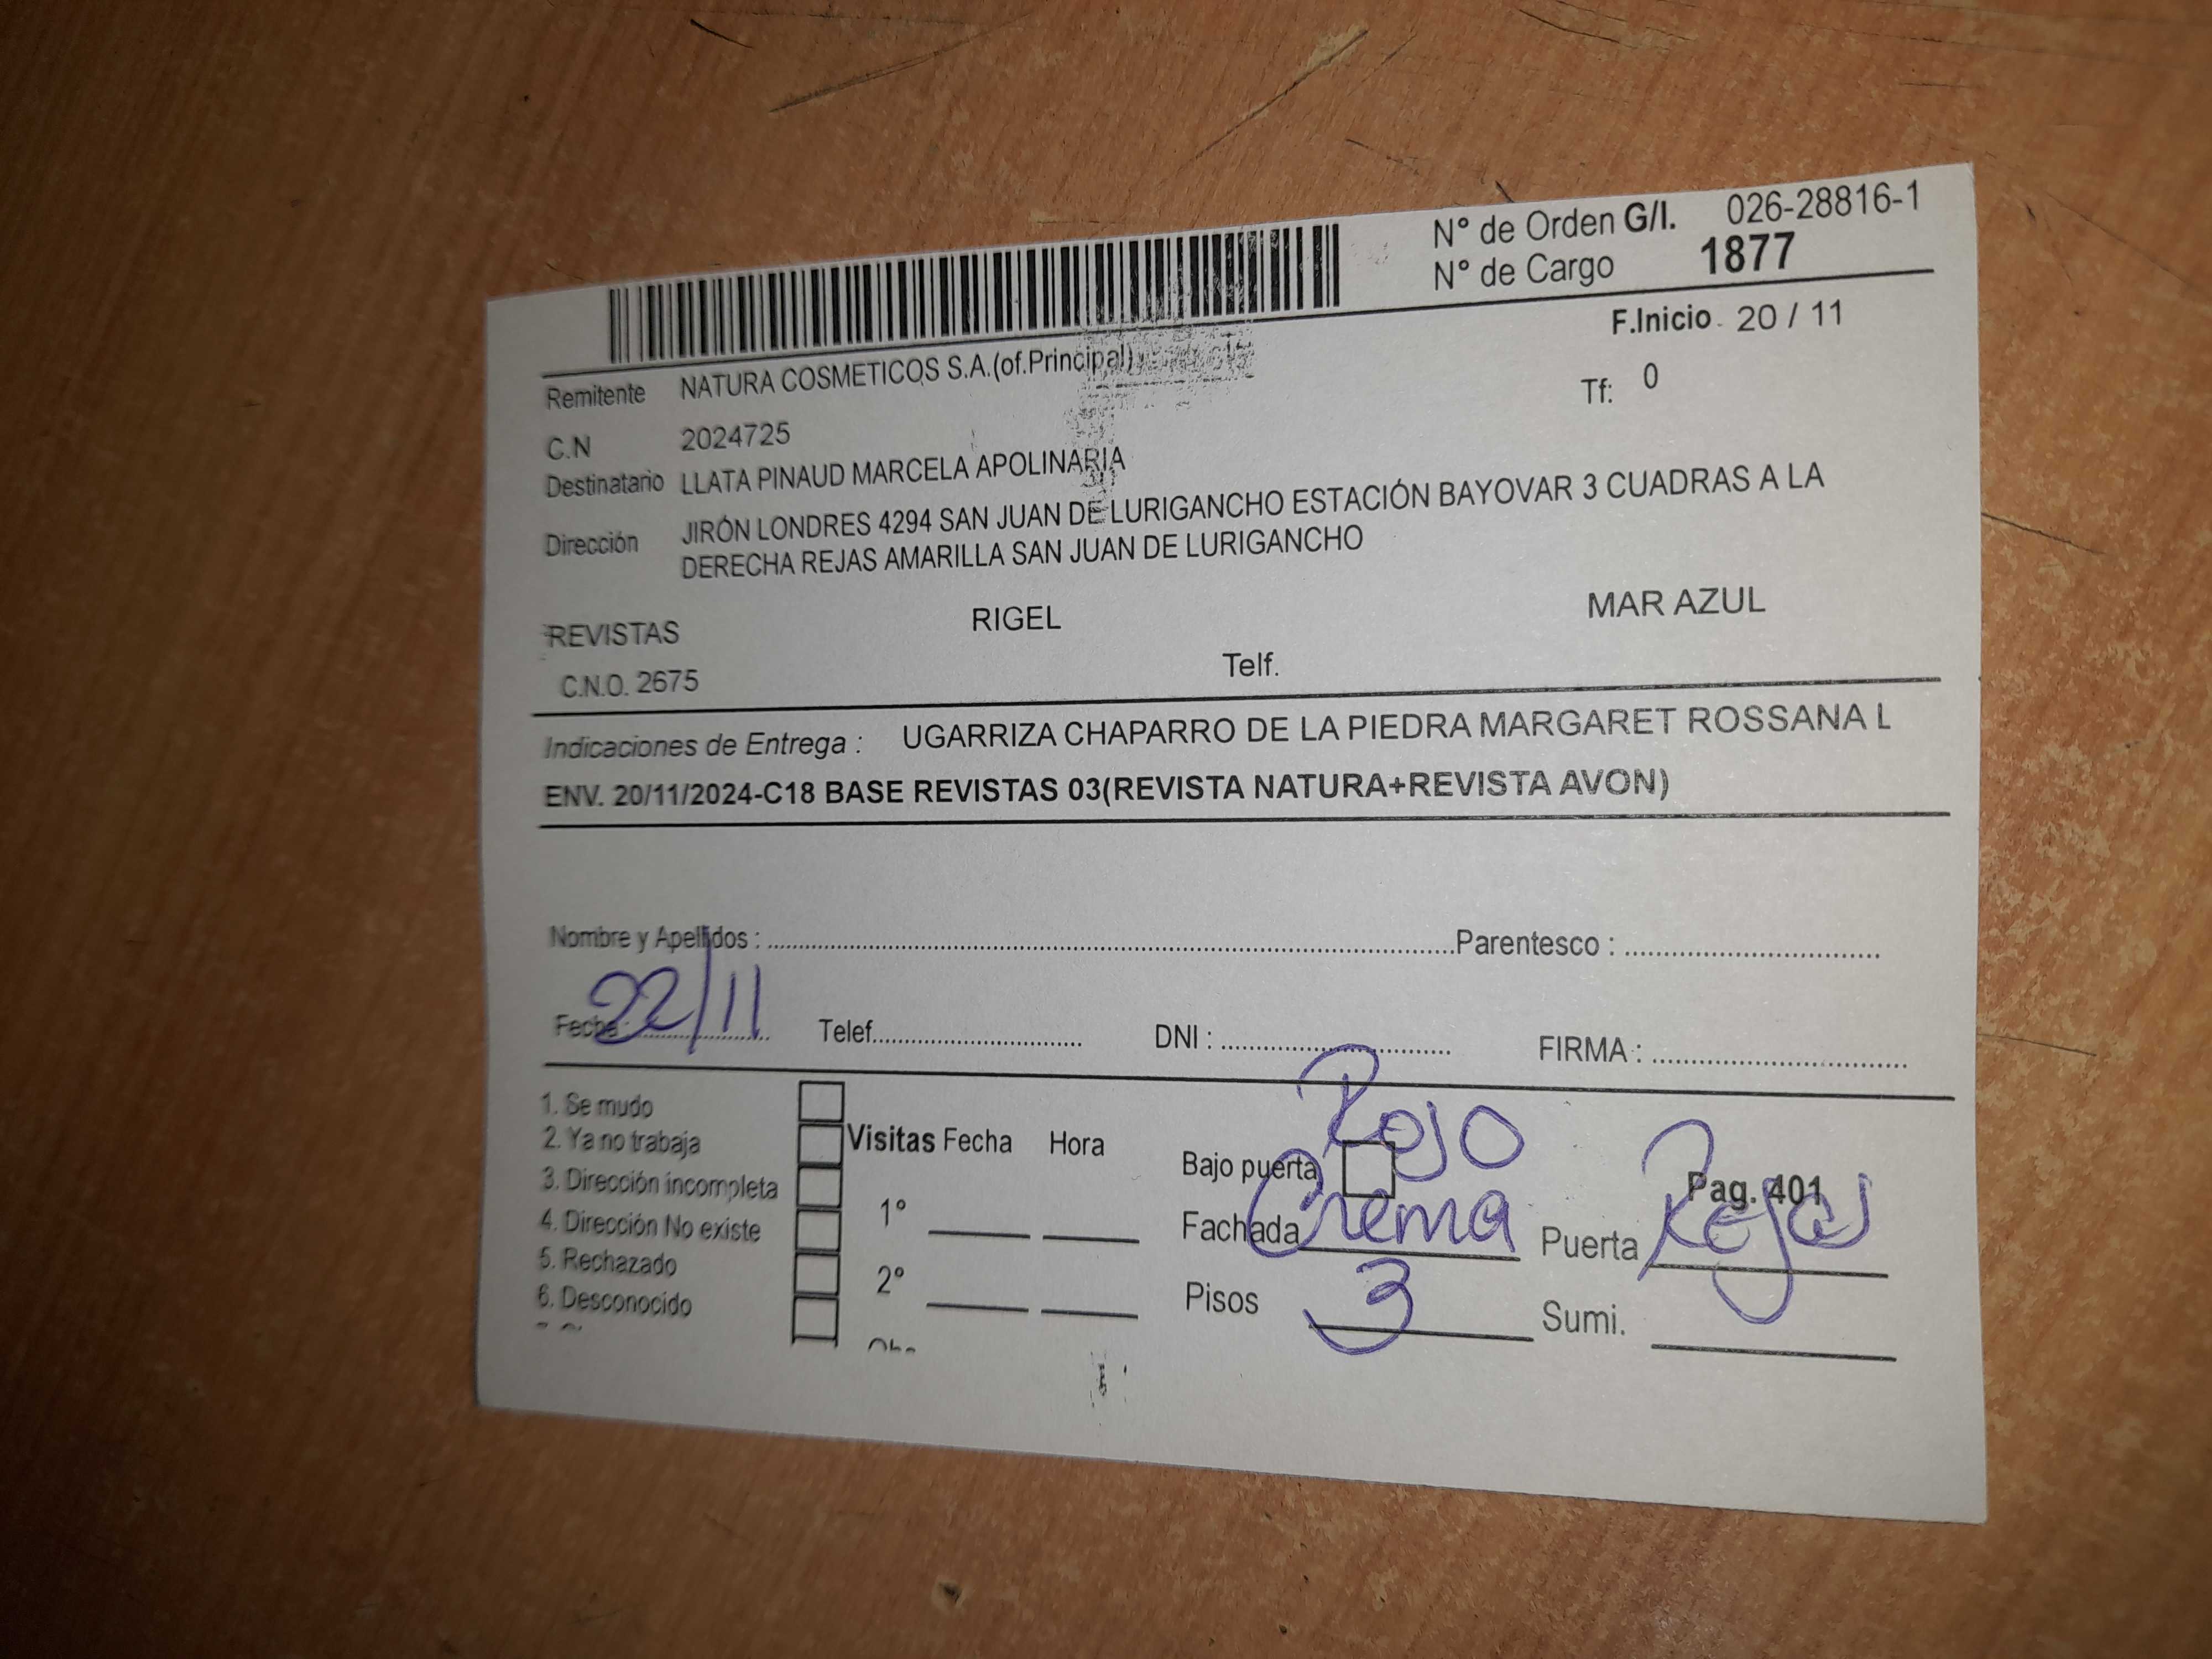 N° de Orden G/I. 026-28816-1
N° de Cargo 1877
F.Inicio 20 / 11
Remitente NATURA COSMETICOS S.A.(of.Principal)
Tf: 0
C.N 2024725
Destinatario LLATA PINAUD MARCELA APOLINARIA
Dirección JIRÓN LONDRES 4294 SAN JUAN DE LURIGANCHO ESTACIÓN BAYOVAR 3 CUADRAS A LA
DERECHA REJAS AMARILLA SAN JUAN DE LURIGANCHO
REVISTAS RIGEL MAR AZUL
C.N.O. 2675 Telf.
Indicaciones de Entrega : UGARRIZA CHAPARRO DE LA PIEDRA MARGARET ROSSANA L
ENV. 20/11/2024-C18 BASE REVISTAS 03(REVISTA NATURA+REVISTA AVON)
Nombre y Apellidos : Parentesco :
Fecha : 22/11 Telef. DNI : FIRMA :
Rojo
1. Se mudo
2. Ya no trabaja Visitas Fecha Hora
3. Dirección incompleta Bajo puerta Pag. 401
4. Dirección No existe 1° Fachada Crema Puerta Rejas
5. Rechazado
6. Desconocido 2° Pisos 3 Sumi.